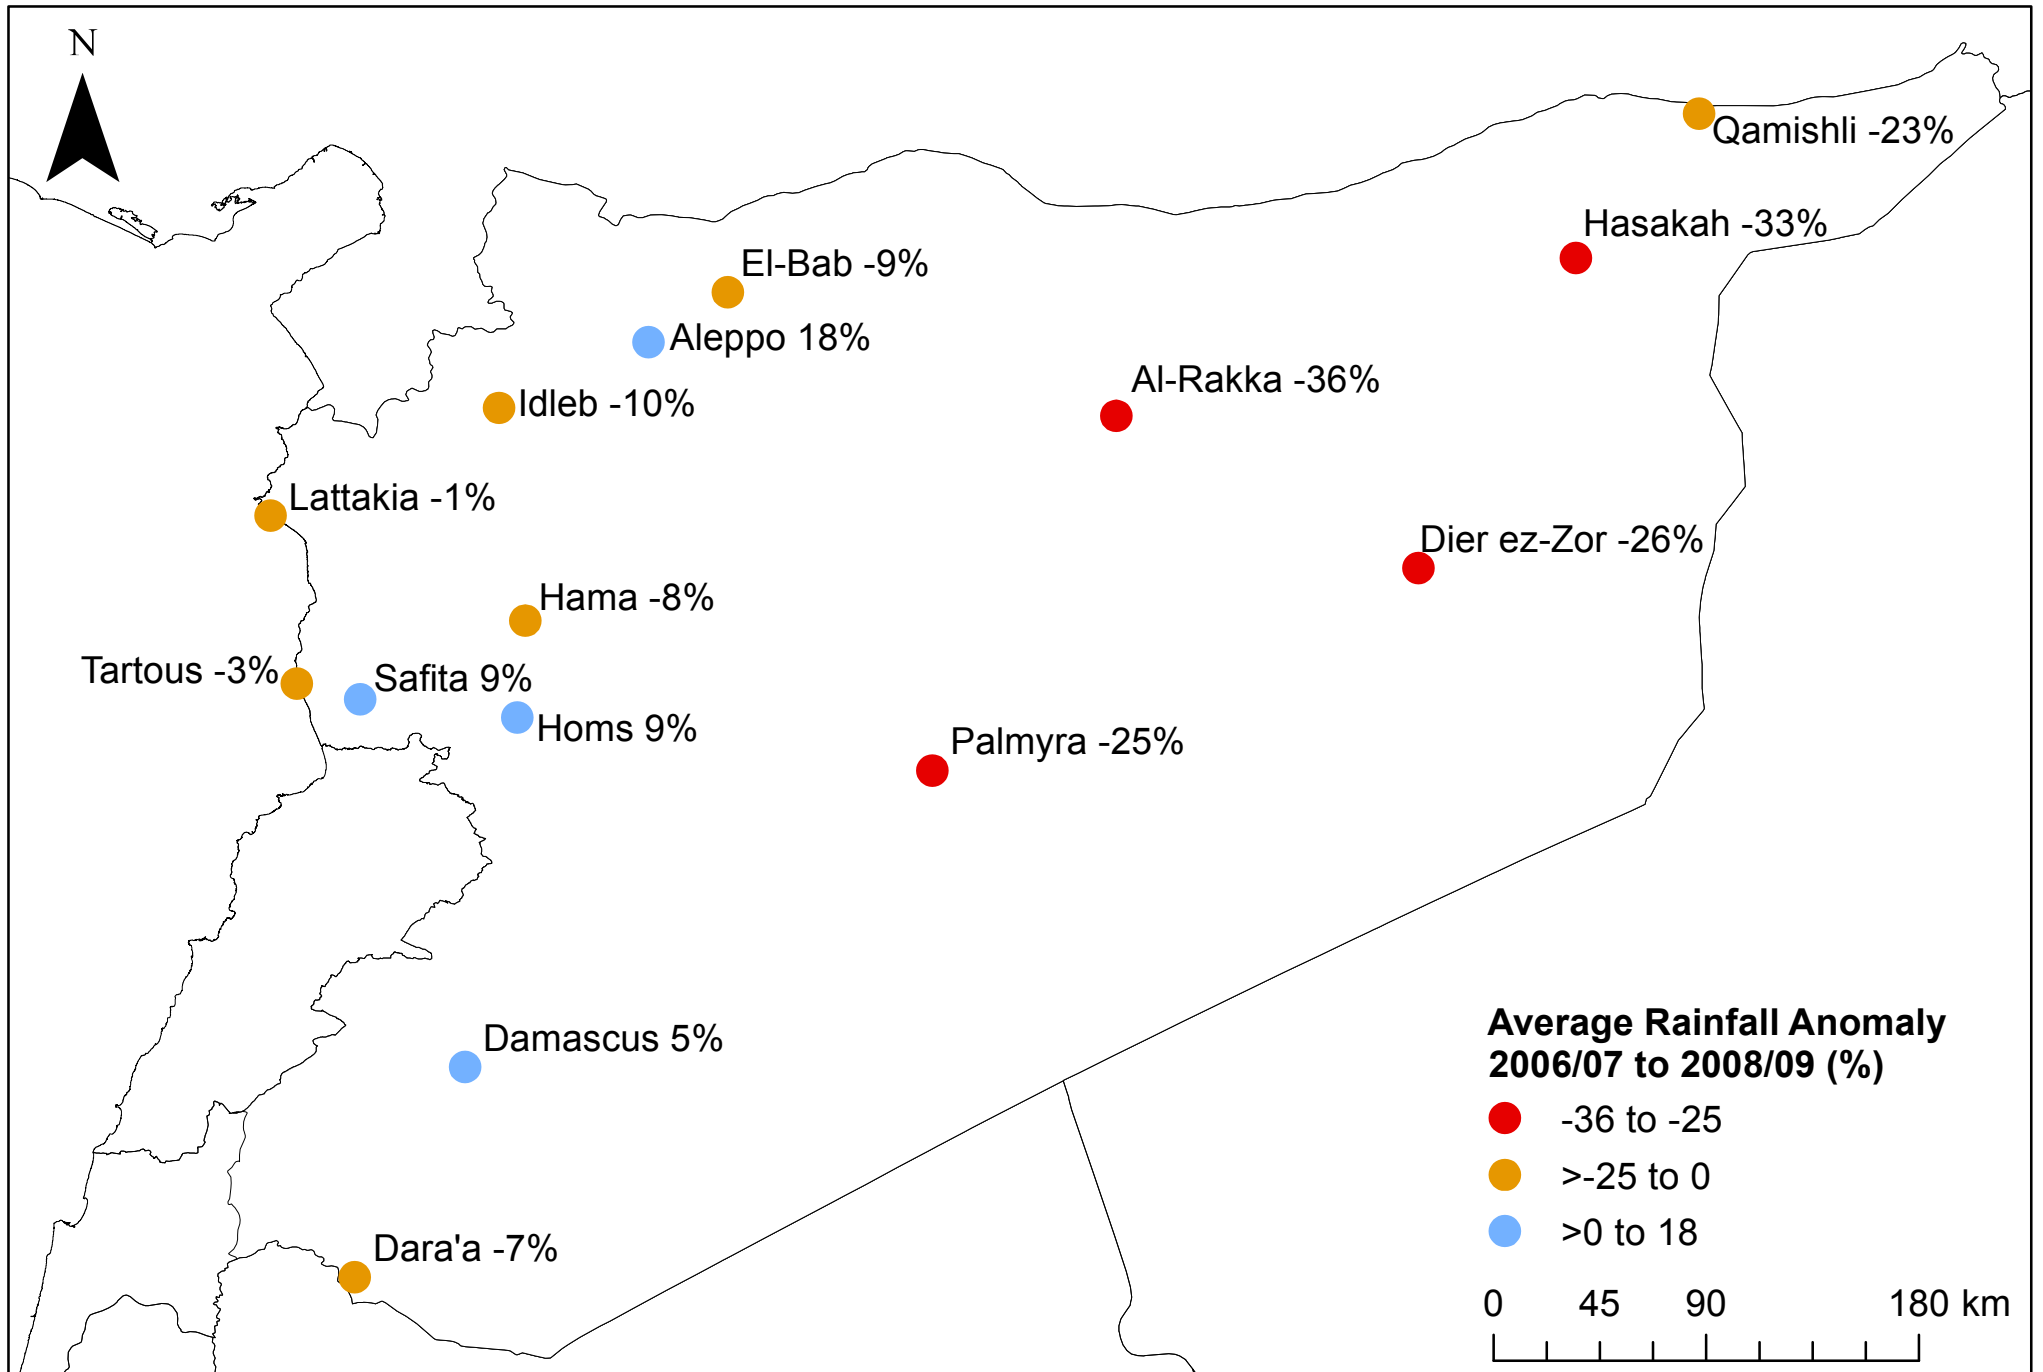 N
Qamishli -23%
Hasakah -33%
El-Bab -9%
Aleppo 18%
Al-Rakka -36%
Idleb -10%
Lattakia -1%
Dier ez-Zor -26%
Hama -8%
Tartous -3%
Safita 9%
Homs 9%
Palmyra -25%
Damascus 5%
Dara'a -7%
Average Rainfall Anomaly
2006/07 to 2008/09 (%)
-36 to -25
>-25 to 0
>0 to 18
0 45 90 180 km